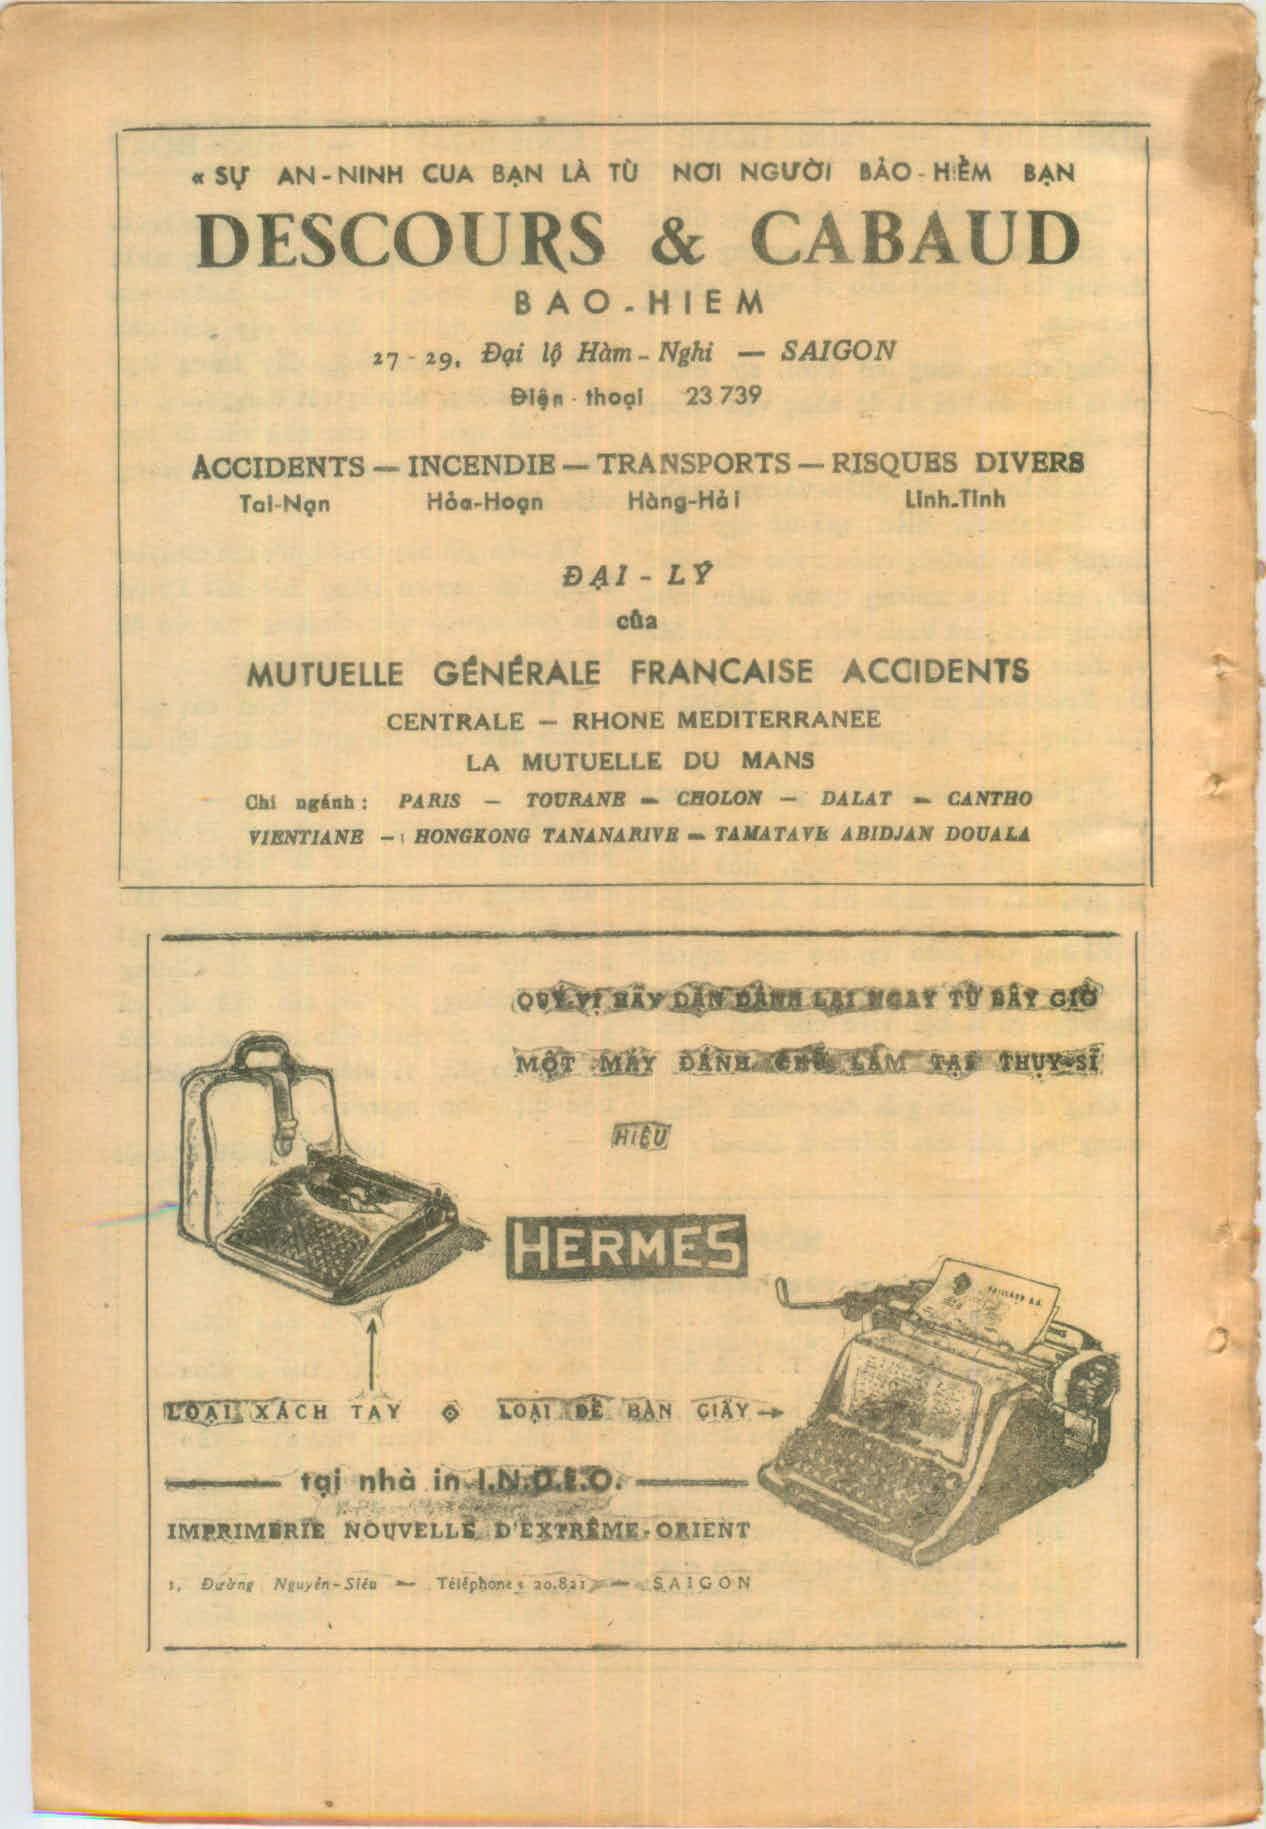 « SỰ AN-NINH CUA BẠN LÀ TÙ NƠI NGƯỜI BẢO-HIỂM BẠN
DESCOURS & CABAUD
BAO-HIEM
27-29, Đại lộ Hàm-Nghi — SAIGON
Điện-thoại 23 739
ACCIDENTS — INCENDIE — TRANSPORTS — RISQUES DIVERS
Tai-Nạn Hỏa-Hoạn Hàng-Hải Linh-Tinh
ĐẠI-LÝ
của
MUTUELLE GÉNÉRALE FRANCAISE ACCIDENTS
CENTRALE — RHONE MEDITERRANEE
LA MUTUELLE DU MANS
Chi ngánh : PARIS — TOURANE — CHOLON — DALAT — CANTHO
VIENTIANE — HONGKONG TANANARIVE — TAMATAVE ABIDJAN DOUALA
QUÝ-VỊ HÃY DẶN DÀNH LẠI NGAY TỪ BÂY GIỜ
MỘT MÁY ĐÁNH CHỮ LÀM TẠI THỤY-SĨ
HIỆU
HERMES
PAILLARD S.A.
LOẠI XÁCH TAY LOẠI ĐỂ BÀN GIẤY →
tại nhà in I.N.D.E.O.
IMPRIMERIE NOUVELLE D'EXTRÊME-ORIENT
1, Đường Nguyễn-Siêu — Téléphone : 20.821 — SAIGON